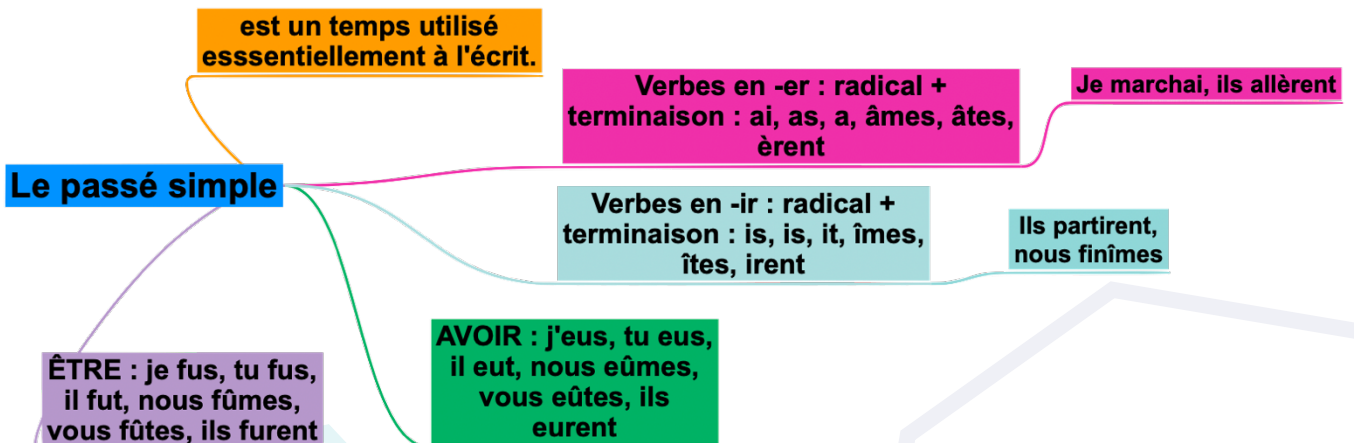 est un temps utilisé
esssentiellement à l'écrit.
Verbes en -er : radical +
terminaison : ai, as, a, âmes, âtes,
èrent
Je marchai, ils allèrent
Le passé simple
Verbes en -ir : radical +
terminaison : is, is, it, îmes,
îtes, irent
Ils partirent,
nous finîmes
AVOIR : j'eus, tu eus,
il eut, nous eûmes,
vous eûtes, ils
eurent
ÊTRE : je fus, tu fus,
il fut, nous fûmes,
vous fûtes, ils furent